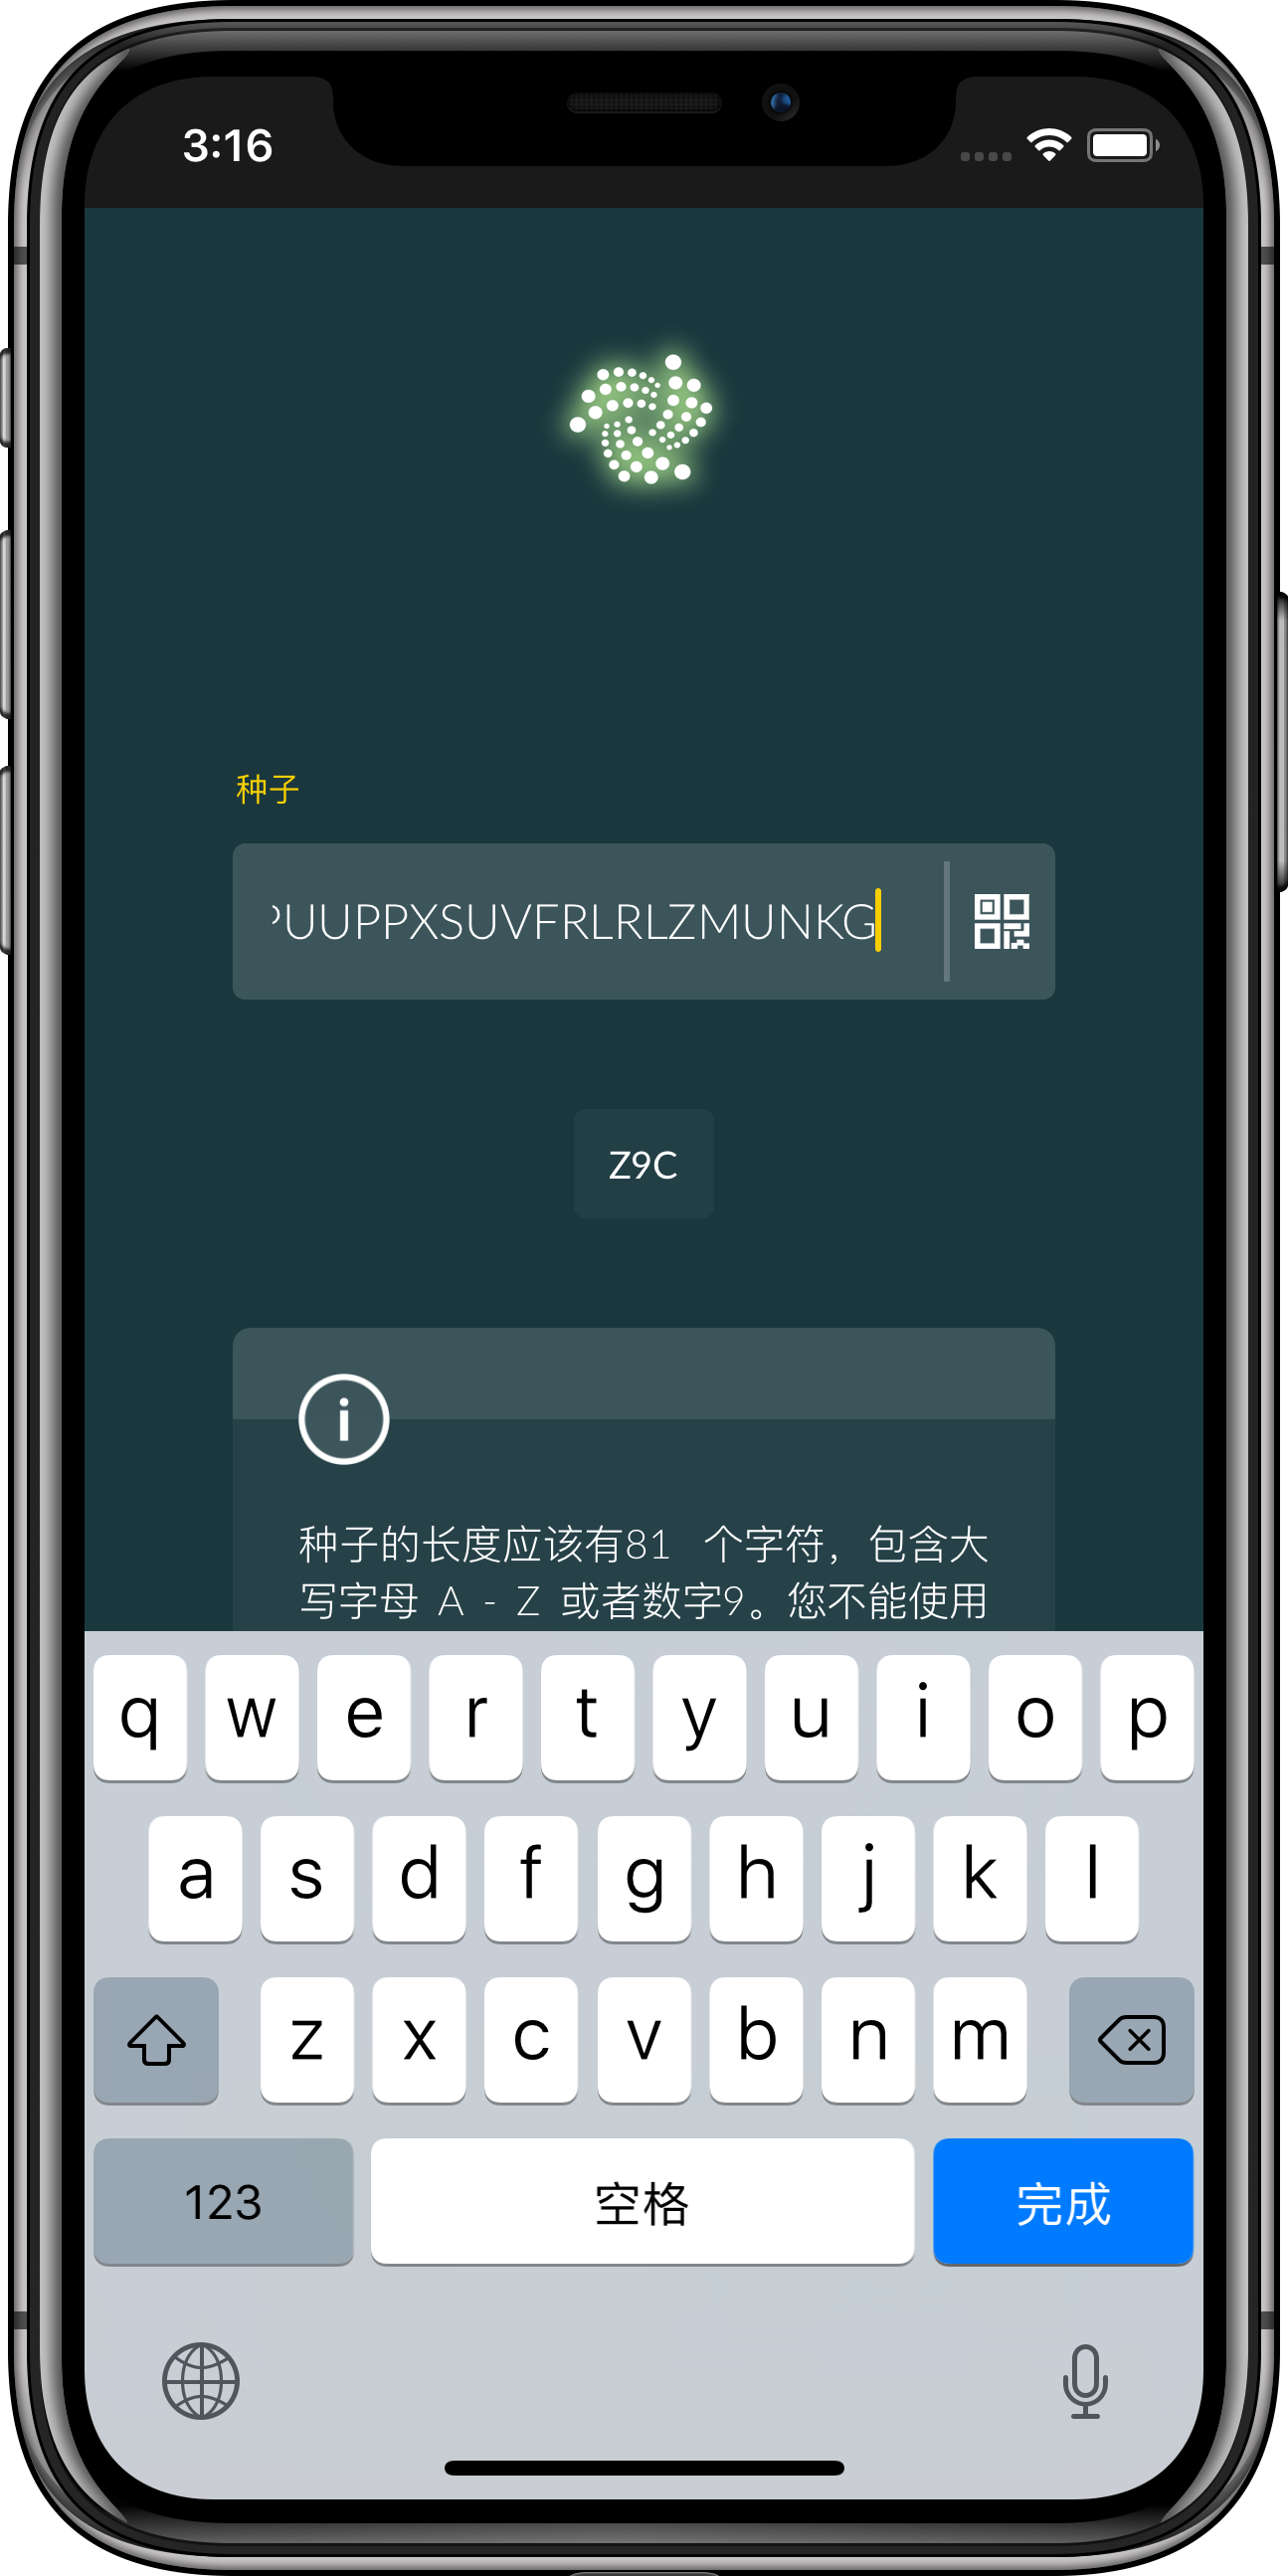 3:16
种子
PUUPPXSUVFRLRLZMUNKG
Z9C
种子的长度应该有81 个字符，包含大
写字母 A - Z 或者数字9。您不能使用
q w e r t y u i o p
a s d f g h j k l
z x c v b n m
123 空格 完成